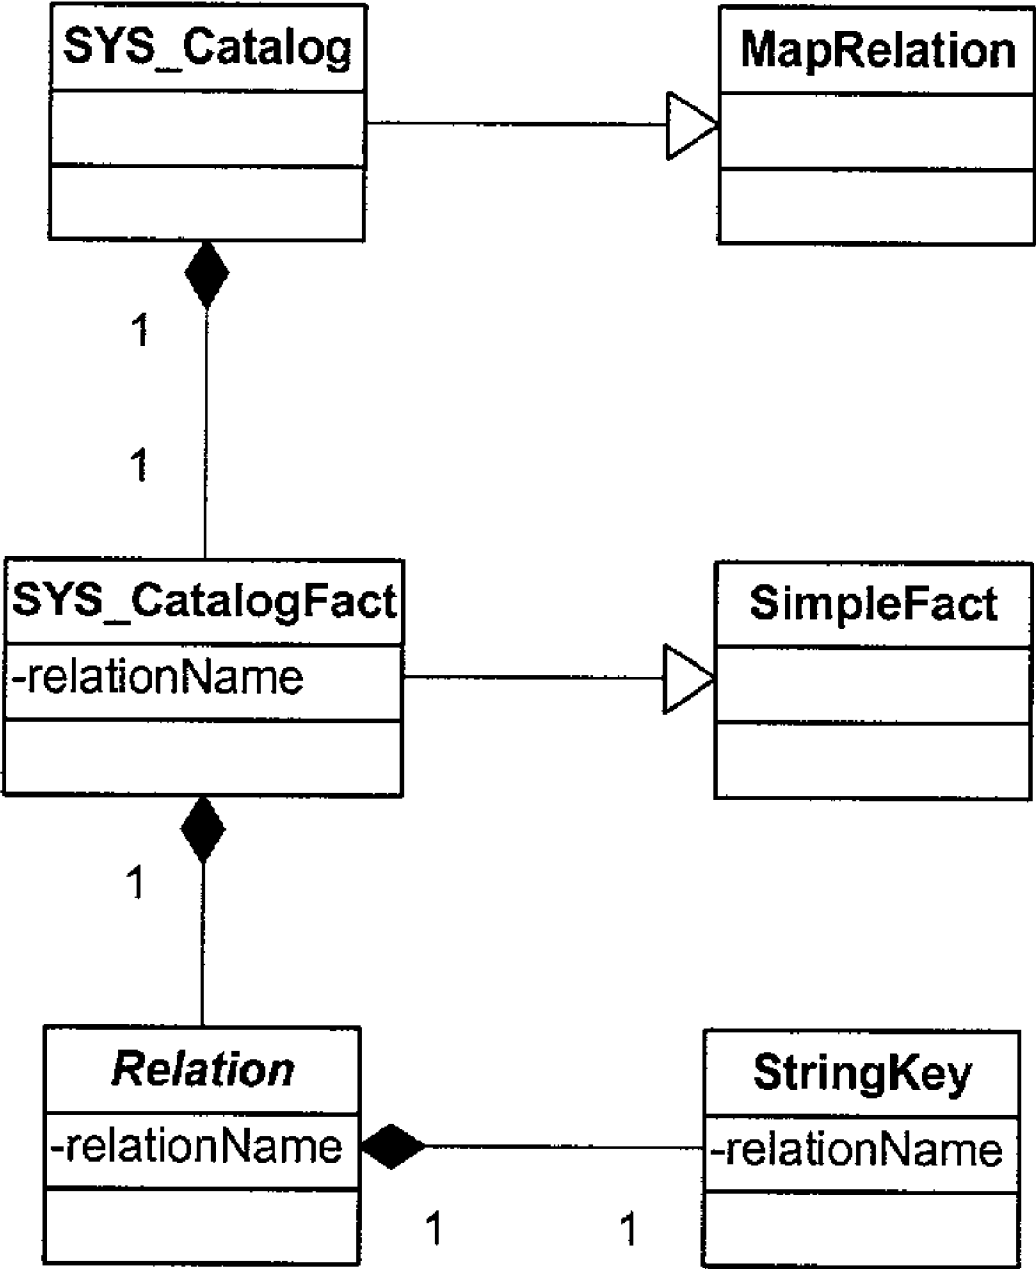 SYS_Catalog
MapRelation
1
1
SYS_CatalogFact
-relationName
SimpleFact
1
Relation
-relationName
StringKey
-relationName
1
1